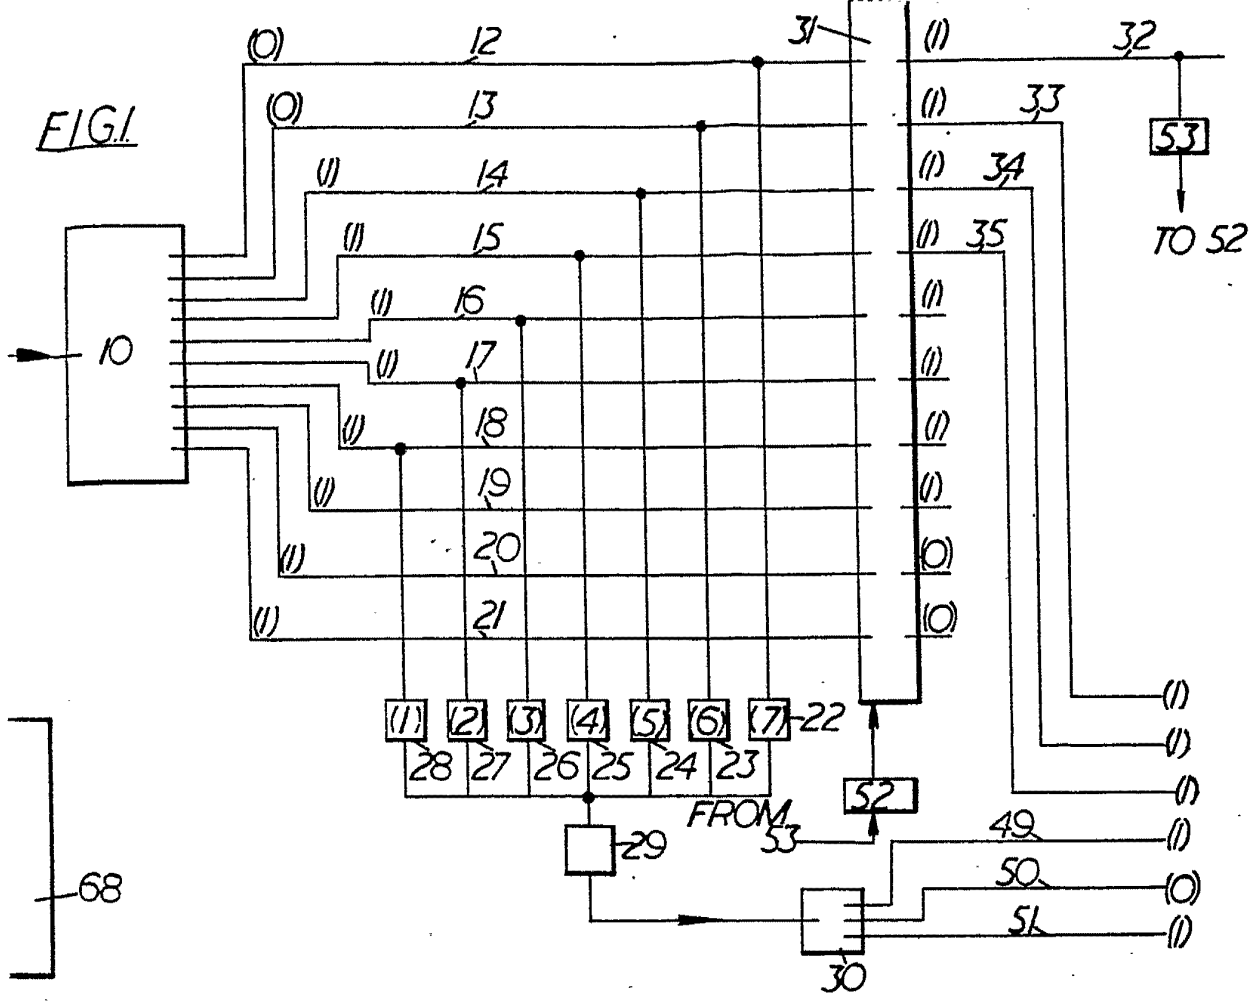 FIG.1
(0) 12 31 (1) 32
(0) 13 (1) 33
53
(1) 14 (1) 34
TO 52
(1) 15 (1) 35
(1) 16 (1)
10
(1) 17 (1)
(1) 18 (1)
(1) 19 (1)
(1) 20 (0)
(1) 21 (0)
(1)
(1) (2) (3) (4) (5) (6) (7) 22
(1)
28 27 26 25 24 23
52 (1)
FROM 53
49 (1)
29
68
50 (0)
51 (1)
30